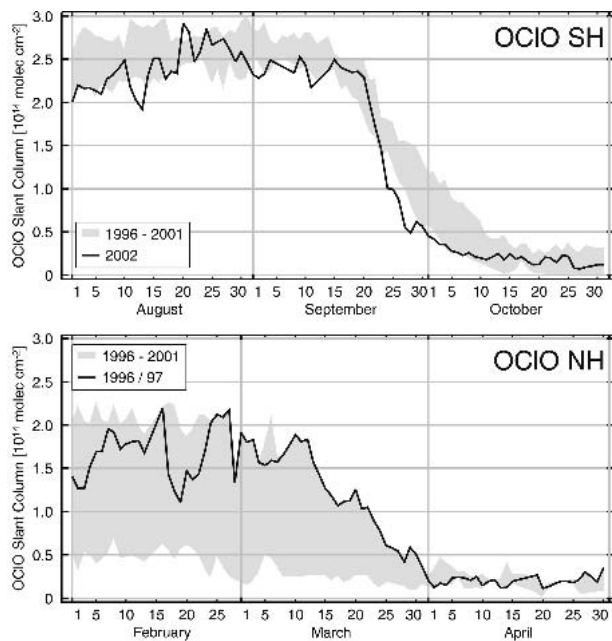 OClO SH
OClO Slant Column [10¹⁴ molec cm⁻²]
3.0
2.5
2.0
1.5
1.0
0.5
0
1996 - 2001
2002
1 5 10 15 20 25 30 1 5 10 15 20 25 30 1 5 10 15 20 25 30
August September October
OClO NH
OClO Slant Column [10¹⁴ molec cm⁻²]
3.0
2.5
2.0
1.5
1.0
0.5
0
1996 - 2001
1996 / 97
1 5 10 15 20 25 1 5 10 15 20 25 30 1 5 10 15 20 25 30
February March April